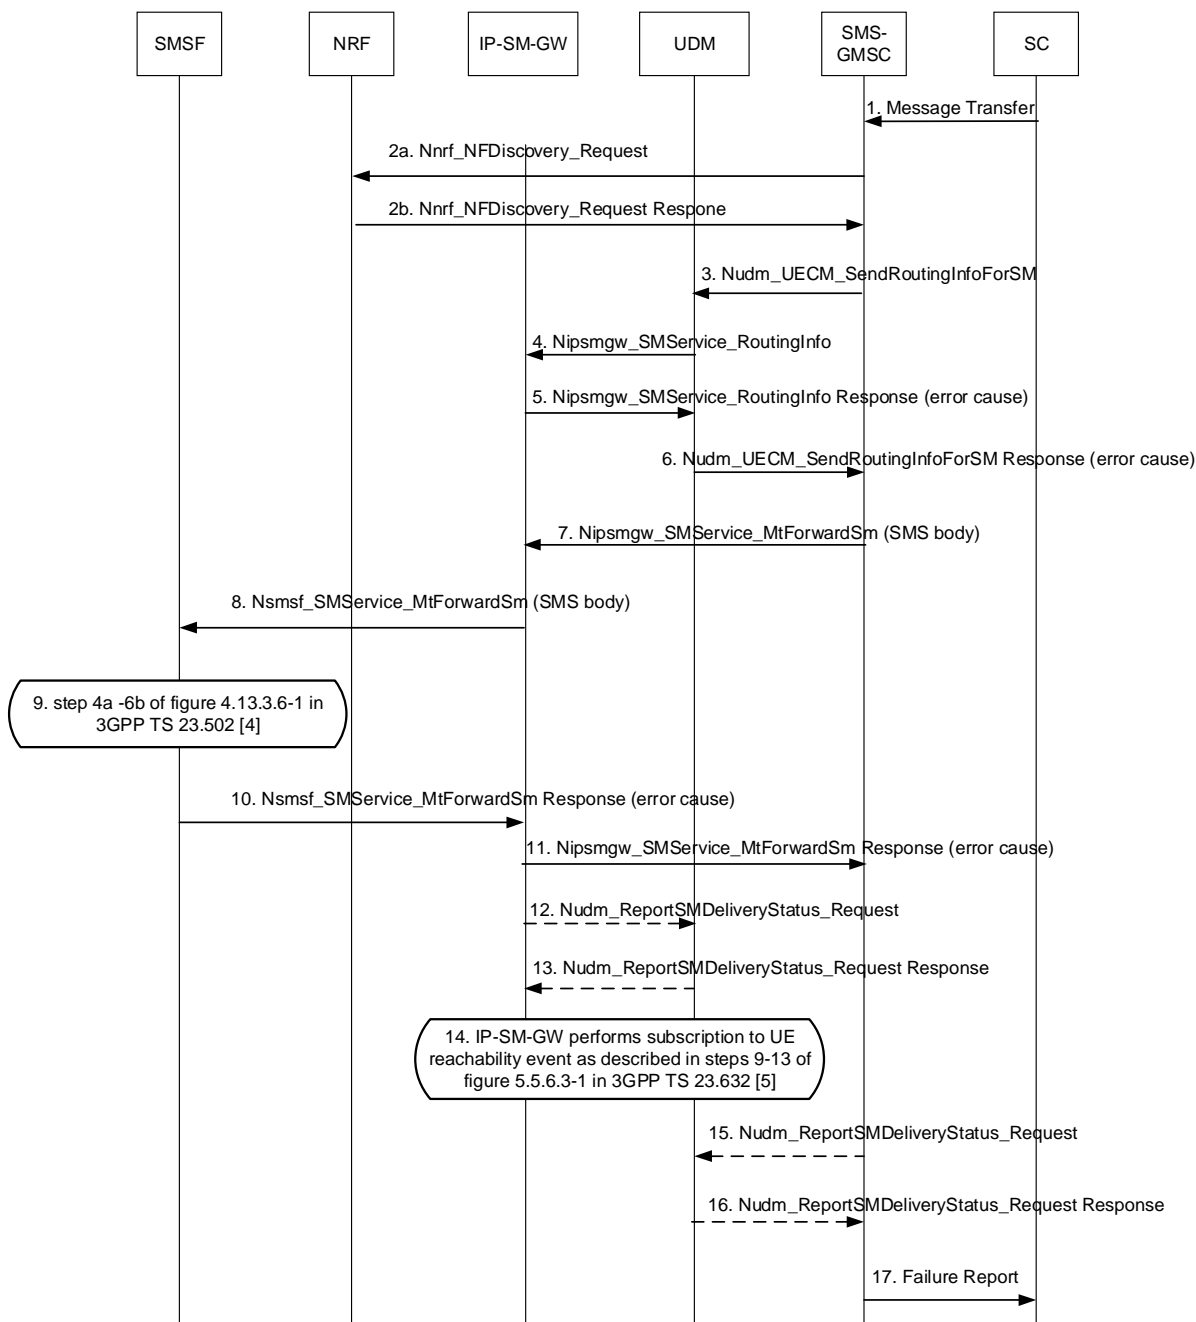 SMSF
NRF
IP-SM-GW
UDM
SMS-
GMSC
SC
1. Message Transfer
2a. Nnrf_NFDiscovery_Request
2b. Nnrf_NFDiscovery_Request Respone
3. Nudm_UECM_SendRoutingInfoForSM
4. Nipsmgw_SMService_RoutingInfo
5. Nipsmgw_SMService_RoutingInfo Response (error cause)
6. Nudm_UECM_SendRoutingInfoForSM Response (error cause)
7. Nipsmgw_SMService_MtForwardSm (SMS body)
8. Nsmsf_SMService_MtForwardSm (SMS body)
9. step 4a -6b of figure 4.13.3.6-1 in
3GPP TS 23.502 [4]
10. Nsmsf_SMService_MtForwardSm Response (error cause)
11. Nipsmgw_SMService_MtForwardSm Response (error cause)
12. Nudm_ReportSMDeliveryStatus_Request
13. Nudm_ReportSMDeliveryStatus_Request Response
14. IP-SM-GW performs subscription to UE
reachability event as described in steps 9-13 of
figure 5.5.6.3-1 in 3GPP TS 23.632 [5]
15. Nudm_ReportSMDeliveryStatus_Request
16. Nudm_ReportSMDeliveryStatus_Request Response
17. Failure Report